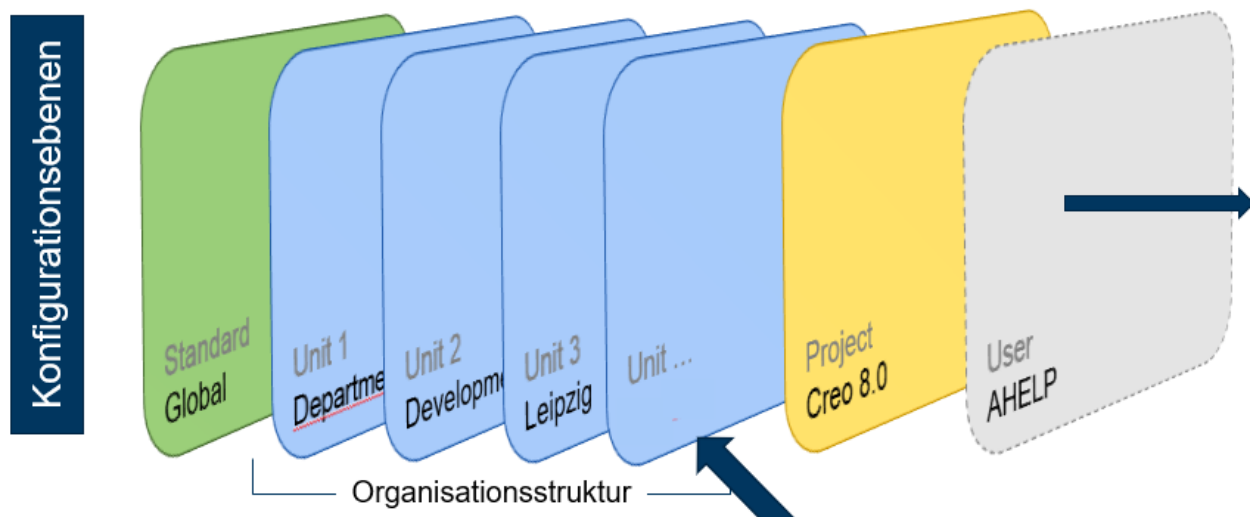 Konfigurationsebenen
Standard
Global
Unit 1
Departme
Unit 2
Developme
Unit 3
Leipzig
Unit ...
Project
Creo 8.0
User
AHELP
Organisationsstruktur